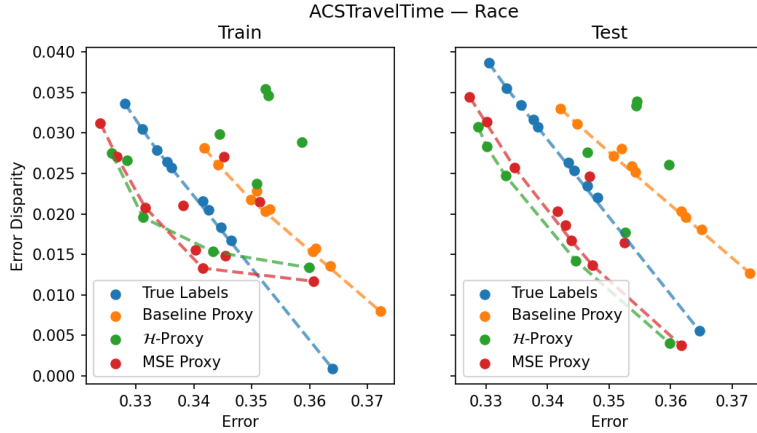 ACSTravelTime — Race
Train
Test
Error Disparity
0.040
0.035
0.030
0.025
0.020
0.015
0.010
0.005
0.000
True Labels
Baseline Proxy
ℋ-Proxy
MSE Proxy
True Labels
Baseline Proxy
ℋ-Proxy
MSE Proxy
0.33 0.34 0.35 0.36 0.37
0.33 0.34 0.35 0.36 0.37
Error
Error